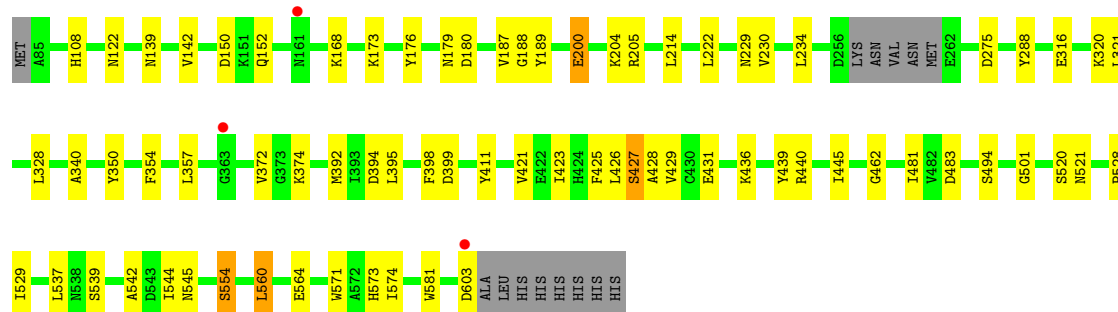 MET A85 H108 N122 N139 V142 D150 K151 Q152 N161 K168 K173 Y176 N179 D180 V187 G188 Y189 E200 K204 R205 L214 L222 N229 V230 L234 D256 LYS ASN VAL ASN MET E262 D275 Y288 E316 K320 L321
L328 A340 Y350 F354 L357 G363 V372 G373 K374 M392 I393 D394 L395 F398 D399 Y411 V421 E422 I423 H424 F425 L426 S427 A428 V429 C430 E431 K436 Y439 R440 I445 G462 I481 V482 D483 S494 G501 S520 N521
I529 L537 N538 S539 A542 D543 I544 N545 S554 L560 E564 W571 A572 H573 I574 W581 D603 ALA LEU HIS HIS HIS HIS HIS HIS